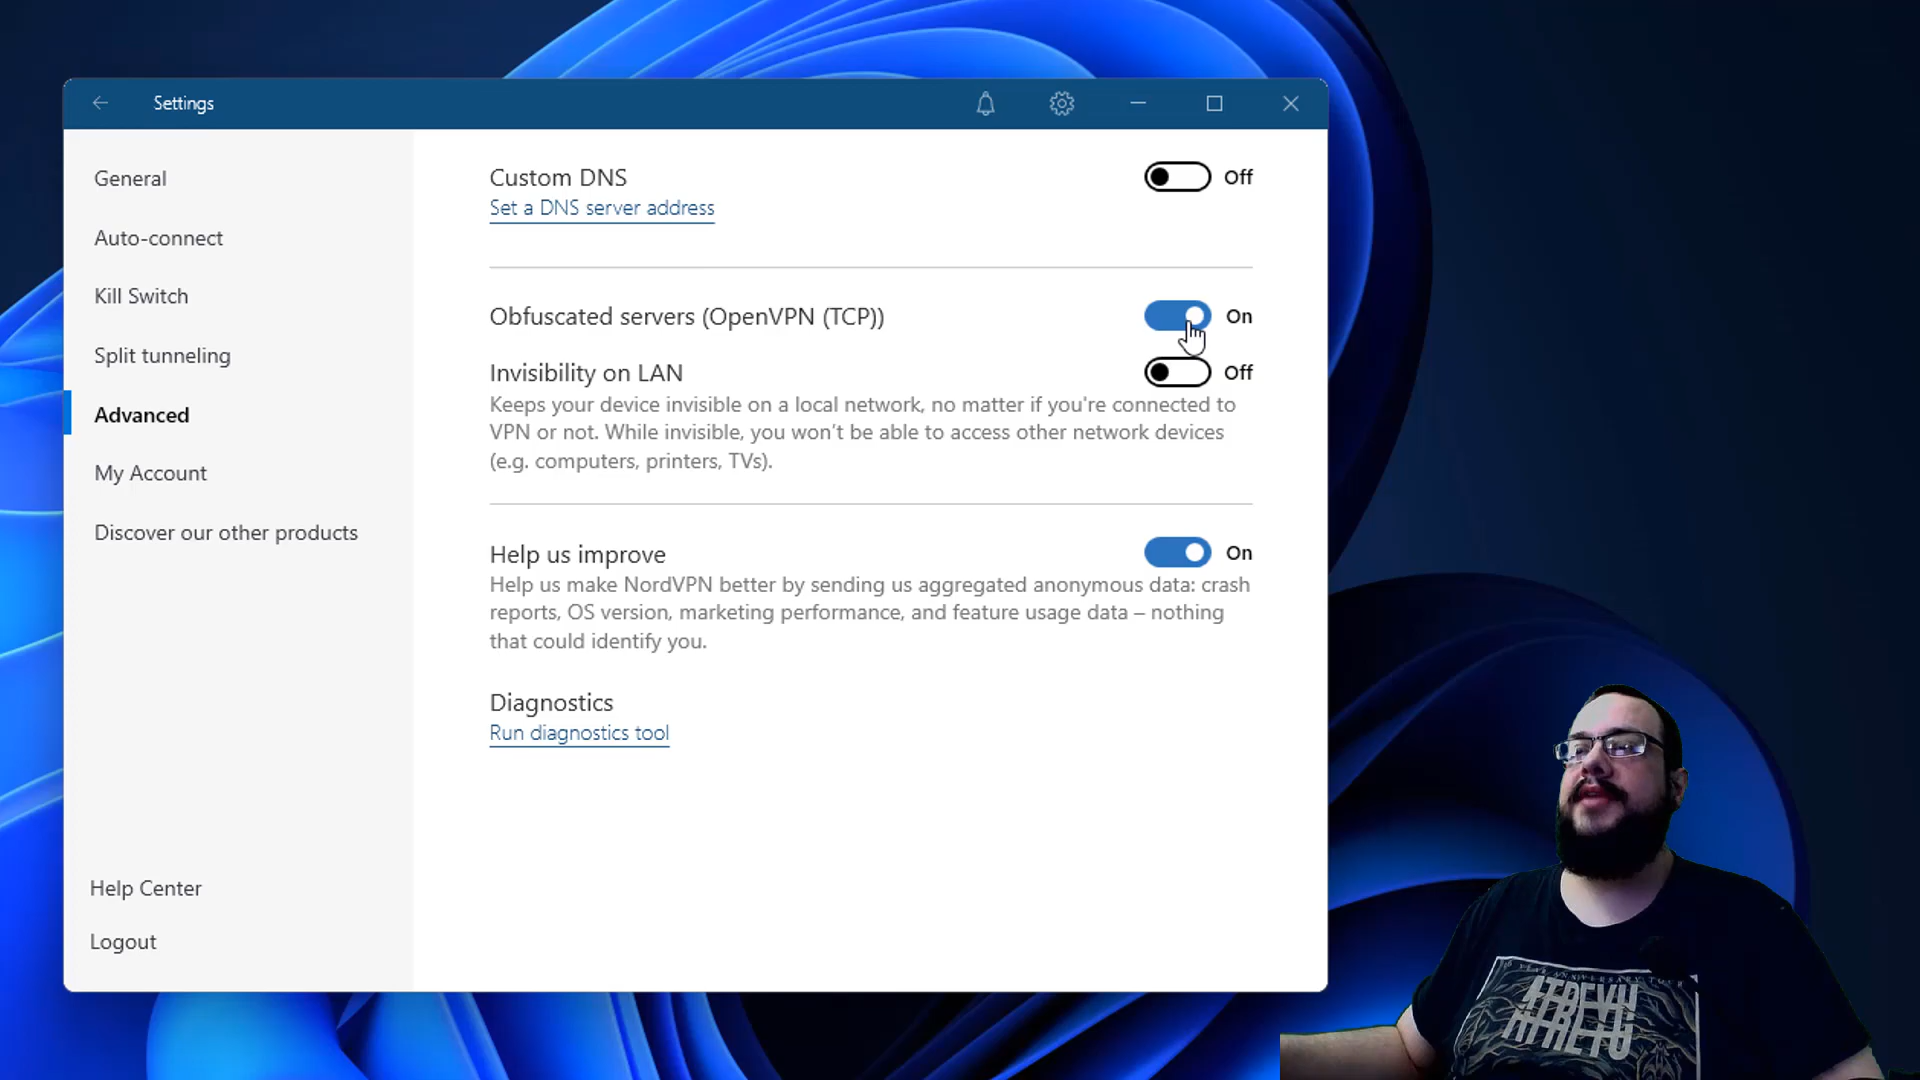 Settings
General
Auto-connect
Kill Switch
Split tunneling
Advanced
My Account
Discover our other products
Help Center
Logout
Custom DNS
Off
Set a DNS server address
Obfuscated servers (OpenVPN (TCP))
On
Invisibility on LAN
Off
Keeps your device invisible on a local network, no matter if you're connected to
VPN or not. While invisible, you won't be able to access other network devices
(e.g. computers, printers, TVs).
Help us improve
On
Help us make NordVPN better by sending us aggregated anonymous data: crash
reports, OS version, marketing performance, and feature usage data – nothing
that could identify you.
Diagnostics
Run diagnostics tool
YEAR ANNIVERSARY TOUR
ATREYU